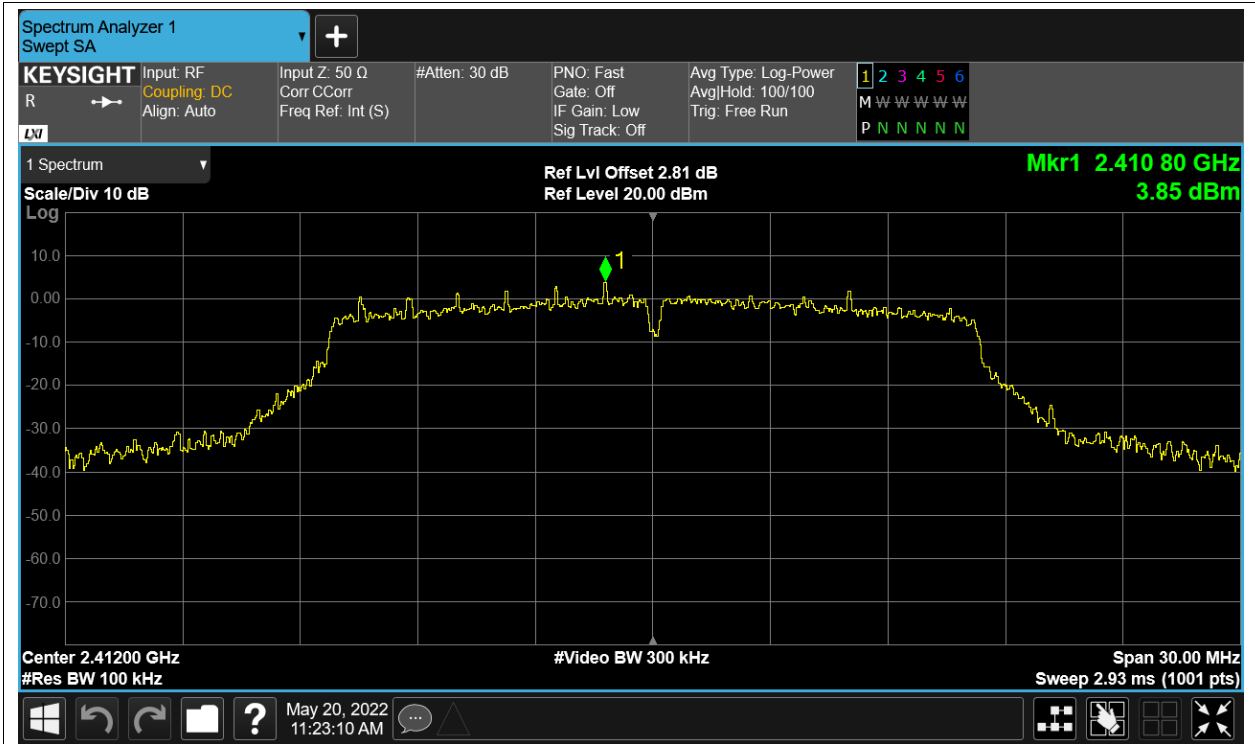 Spectrum Analyzer 1
Swept SA
+
KEYSIGHT
R
LXI
Input: RF
Coupling: DC
Align: Auto
Input Z: 50 Ω
Corr CCorr
Freq Ref: Int (S)
#Atten: 30 dB
PNO: Fast
Gate: Off
IF Gain: Low
Sig Track: Off
Avg Type: Log-Power
Avg|Hold: 100/100
Trig: Free Run
1 2 3 4 5 6
M W W W W W
P N N N N N
1 Spectrum
Scale/Div 10 dB
Log
Ref Lvl Offset 2.81 dB
Ref Level 20.00 dBm
Mkr1 2.410 80 GHz
3.85 dBm
1
10.0
0.00
-10.0
-20.0
-30.0
-40.0
-50.0
-60.0
-70.0
Center 2.41200 GHz
#Res BW 100 kHz
#Video BW 300 kHz
Span 30.00 MHz
Sweep 2.93 ms (1001 pts)
?
May 20, 2022
11:23:10 AM